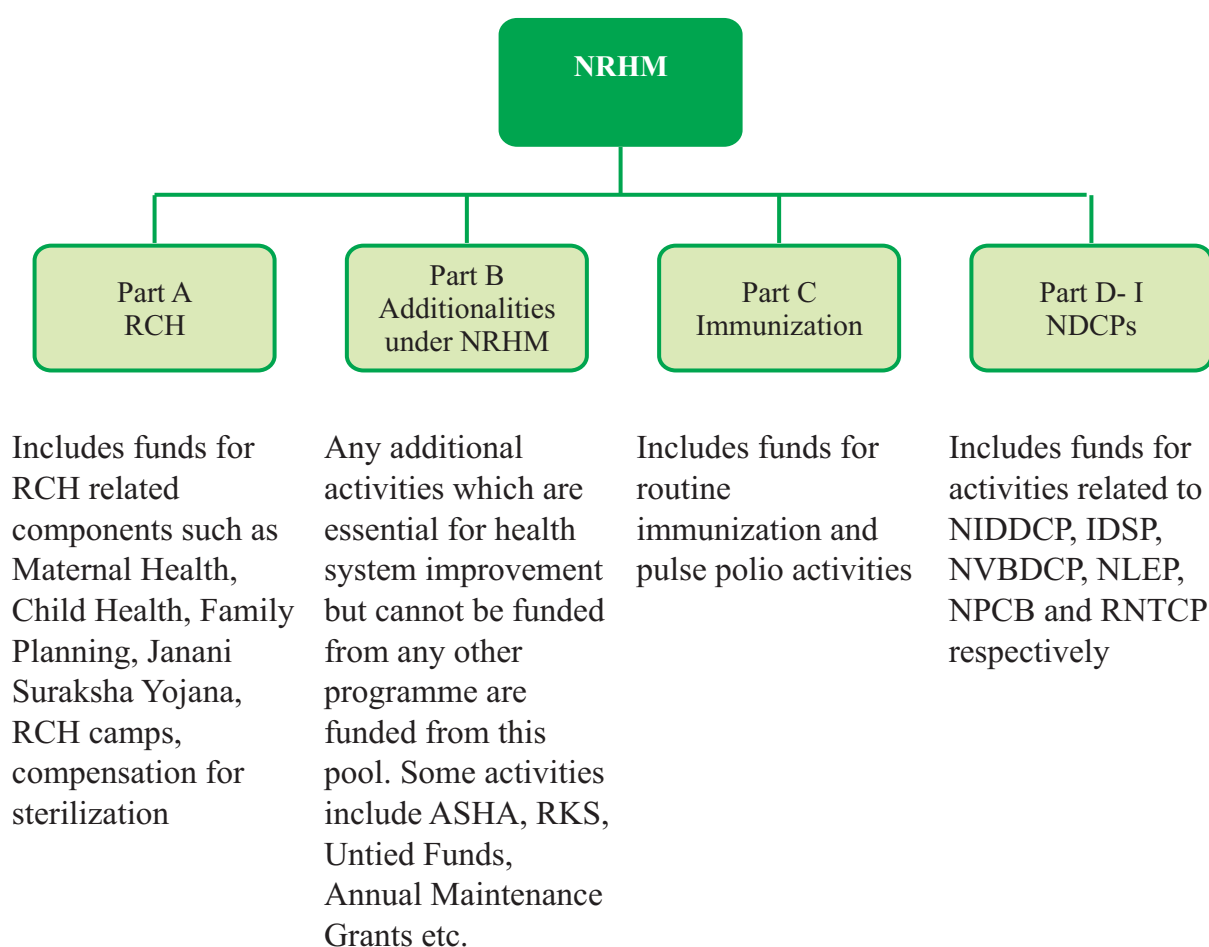 NRHM
Part A
RCH
Part B
Additionalities
under NRHM
Part C
Immunization
Part D- I
NDCPs
Includes funds for
RCH related
components such as
Maternal Health,
Child Health, Family
Planning, Janani
Suraksha Yojana,
RCH camps,
compensation for
sterilization
Any additional
activities which are
essential for health
system improvement
but cannot be funded
from any other
programme are
funded from this
pool. Some activities
include ASHA, RKS,
Untied Funds,
Annual Maintenance
Grants etc.
Includes funds for
routine
immunization and
pulse polio activities
Includes funds for
activities related to
NIDDCP, IDSP,
NVBDCP, NLEP,
NPCB and RNTCP
respectively